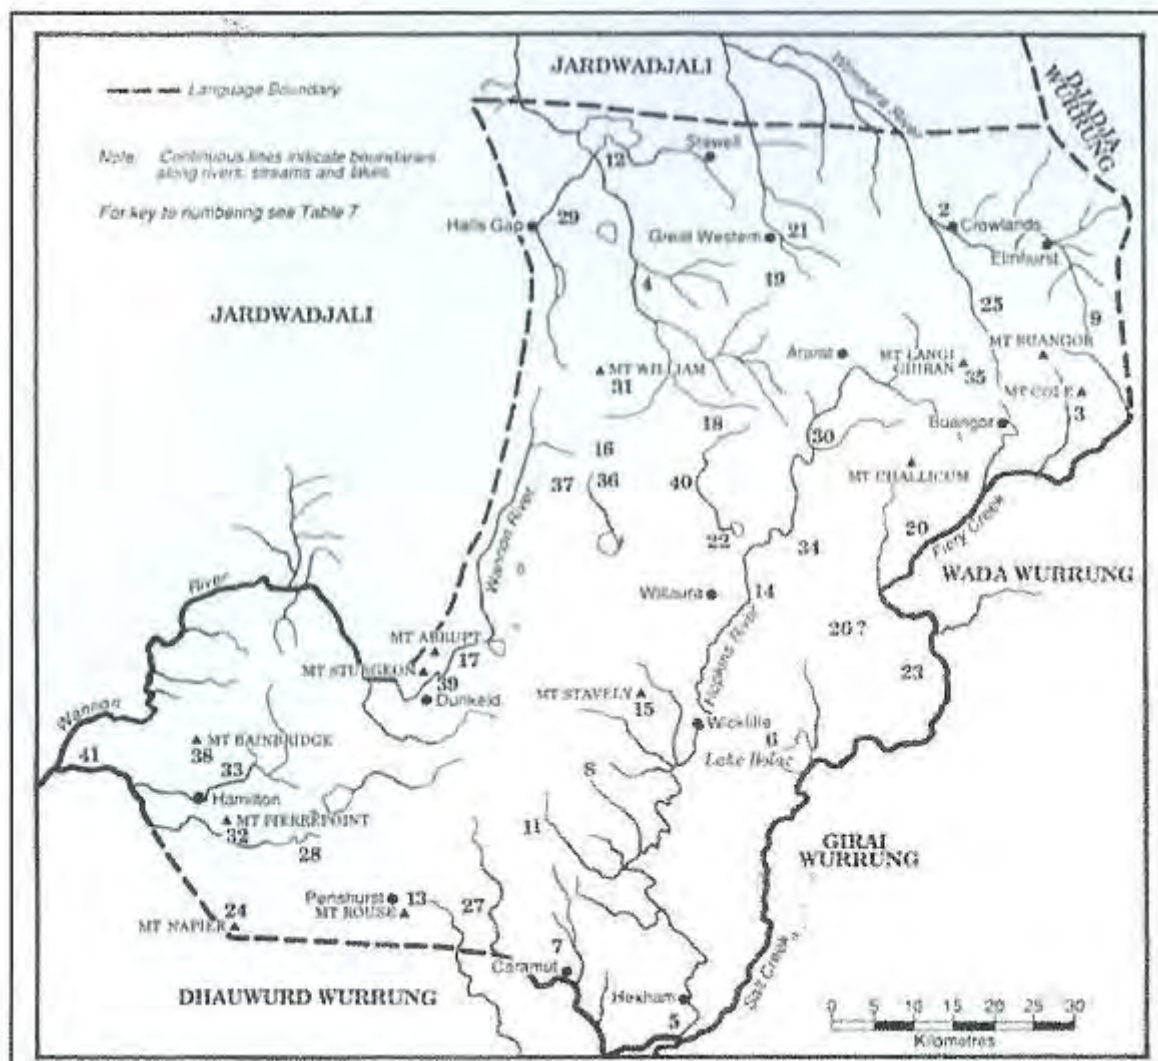 JARDWADJALI
Language Boundary
DJADJA
WURRUNG
Wimmera River
Note: Continuous lines indicate boundaries
along rivers, streams and lakes.
For key to numbering see Table 7
12
Stawell
Halls Gap
29
Great Western
21
2
Crowlands
Elmhurst
4
19
25
9
JARDWADJALI
MT BUANGOR
Ararat
MT LANGI
GHIRAN
35
MT WILLIAM
31
MT COLE
3
18
30
Buangor
16
37
36
40
MT CHALLICUM
Wannon River
22
34
20
Fiery Creek
WADA WURRUNG
Willaura
14
River
26 ?
23
MT ABRUPT
17
MT STURGEON
39
Dunkeld
Hopkins River
MT STAVELY
15
Wickliffe
6
Lake Bolac
Wannon
41
MT BAINBRIDGE
38
33
Hamilton
8
MT PIERREPOINT
32
28
11
GIRAI
WURRUNG
Penshurst
13
MT ROUSE
27
24
MT NAPIER
7
Caramut
DHAUWURD WURRUNG
Hexham
5
Salt Creek
0 5 10 15 20 25 30
Kilometres